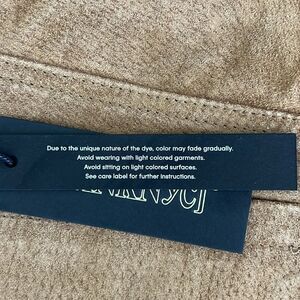 Due to the unique nature of the dye, color may fade gradually.
Avoid wearing with light colored garments.
Avoid sitting on light colored surfaces.
See care label for further instructions.